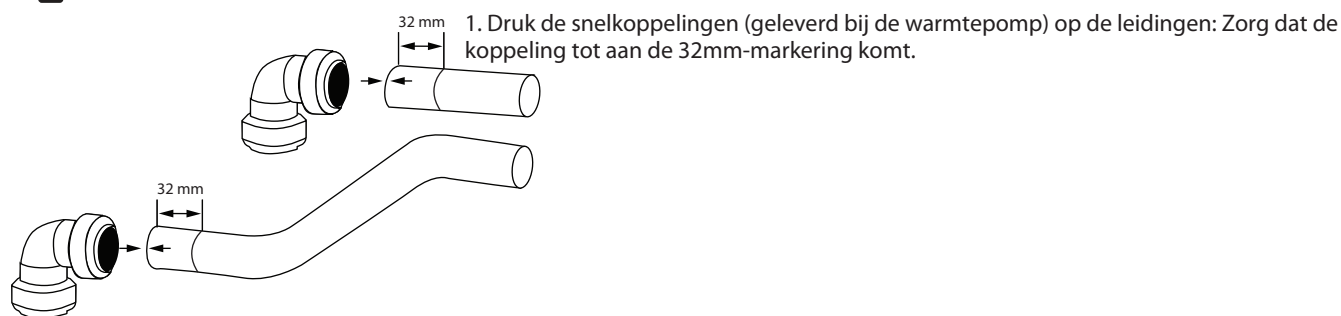 32 mm
1. Druk de snelkoppelingen (geleverd bij de warmtepomp) op de leidingen: Zorg dat de
koppeling tot aan de 32mm-markering komt.
32 mm